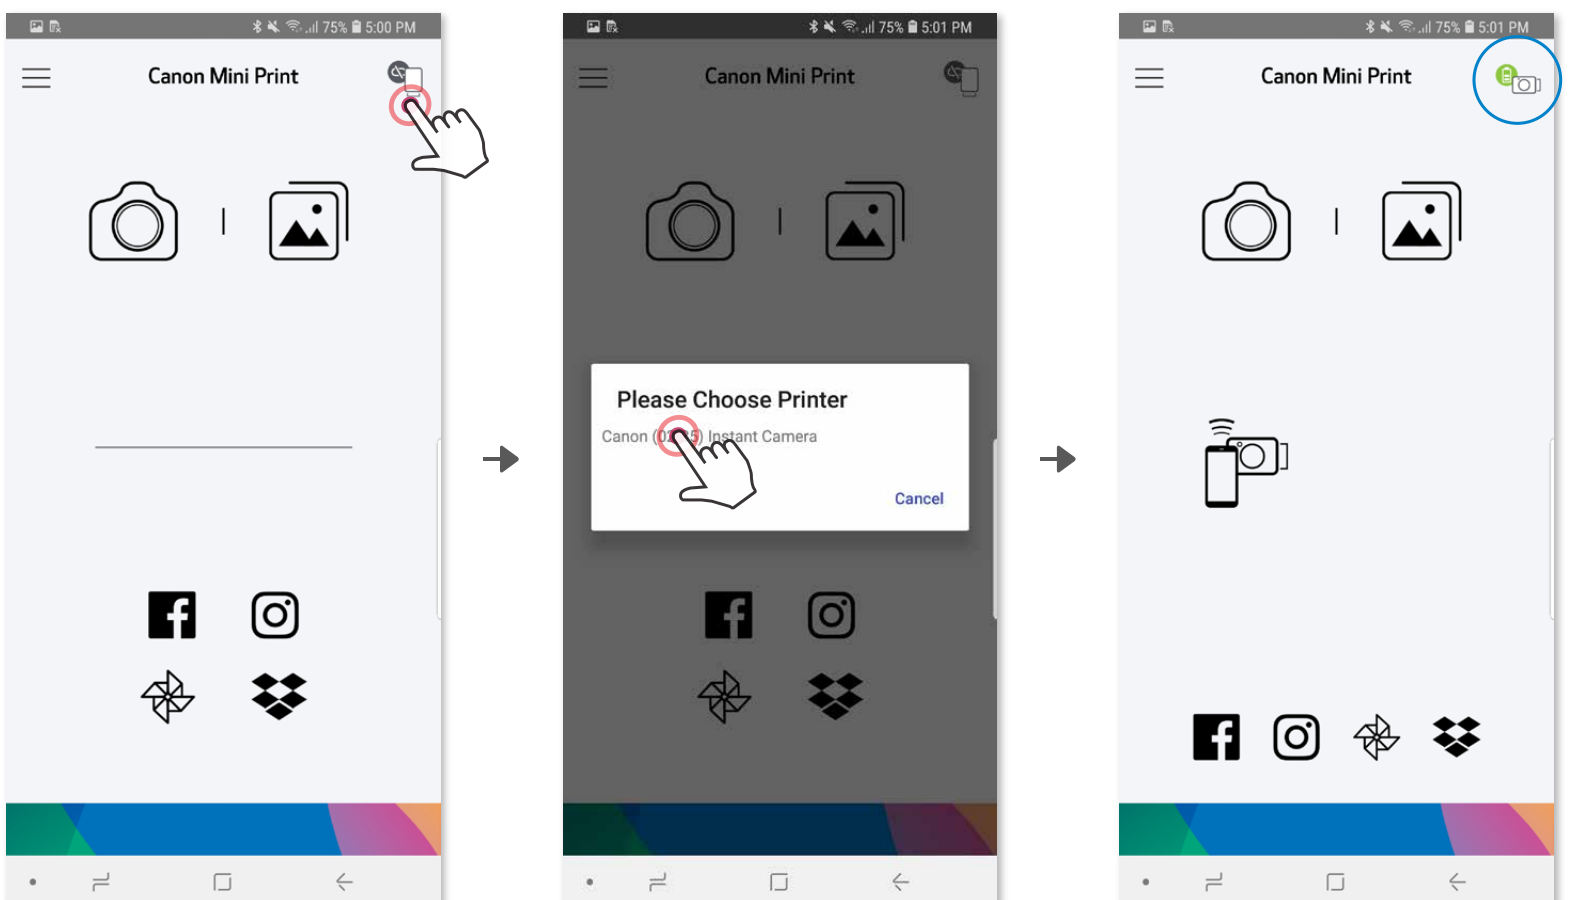 75% 5:00 PM
Canon Mini Print
75% 5:01 PM
Canon Mini Print
Please Choose Printer
Canon ( ) Instant Camera
Cancel
75% 5:01 PM
Canon Mini Print